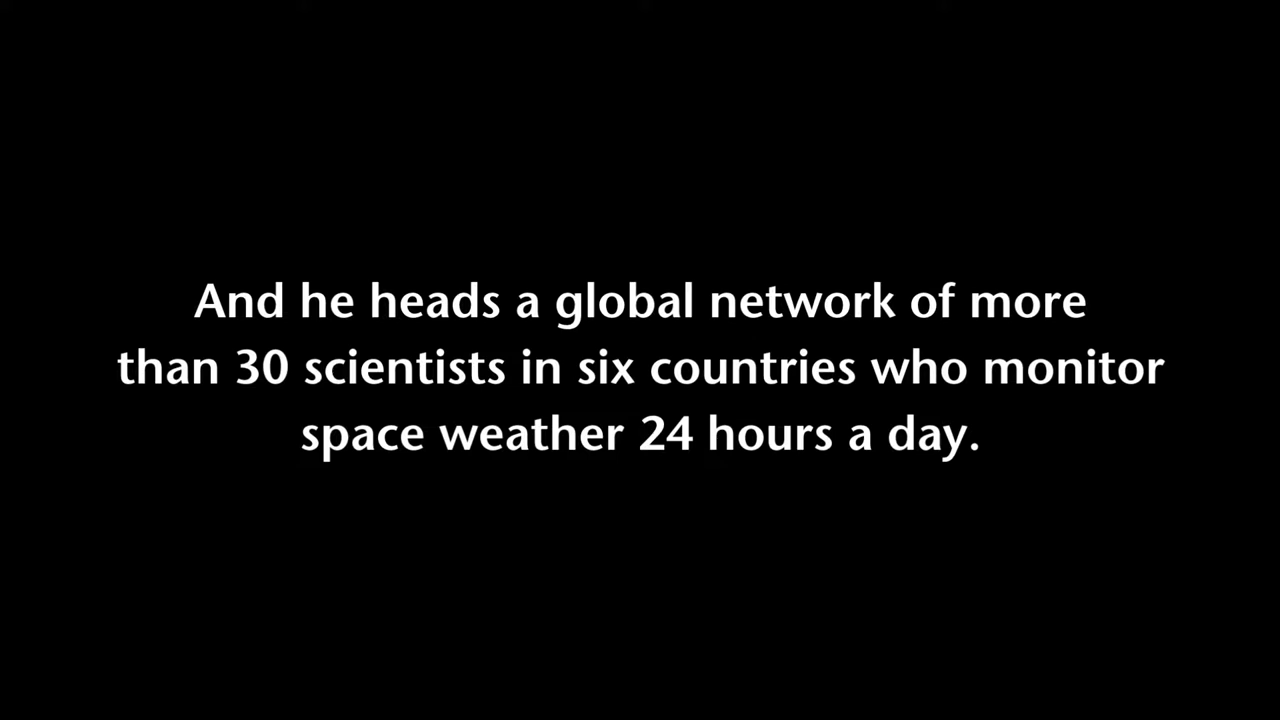 And he heads a global network of more
than 30 scientists in six countries who monitor
space weather 24 hours a day.